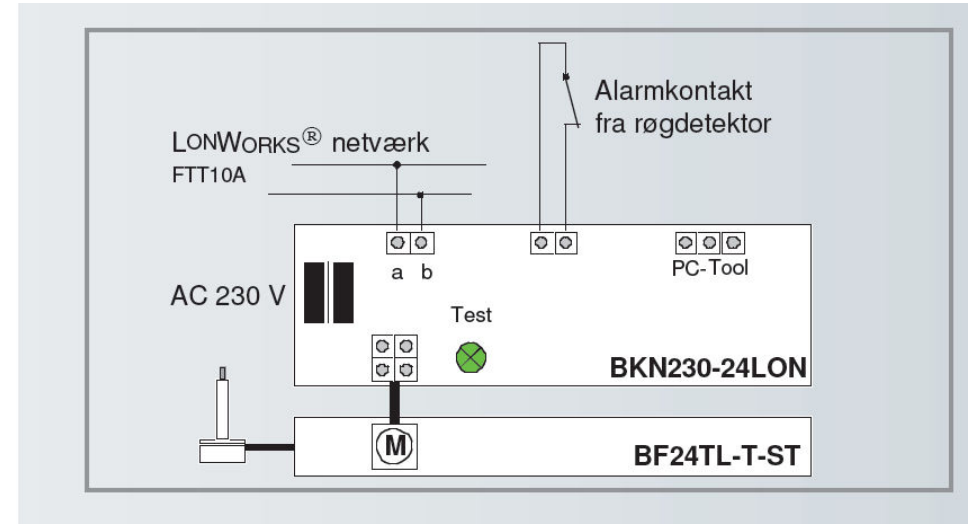 Alarmkontakt
fra røgdetektor
LONWORKS® netværk
FTT10A
a b
PC-Tool
AC 230 V
Test
BKN230-24LON
M
BF24TL-T-ST